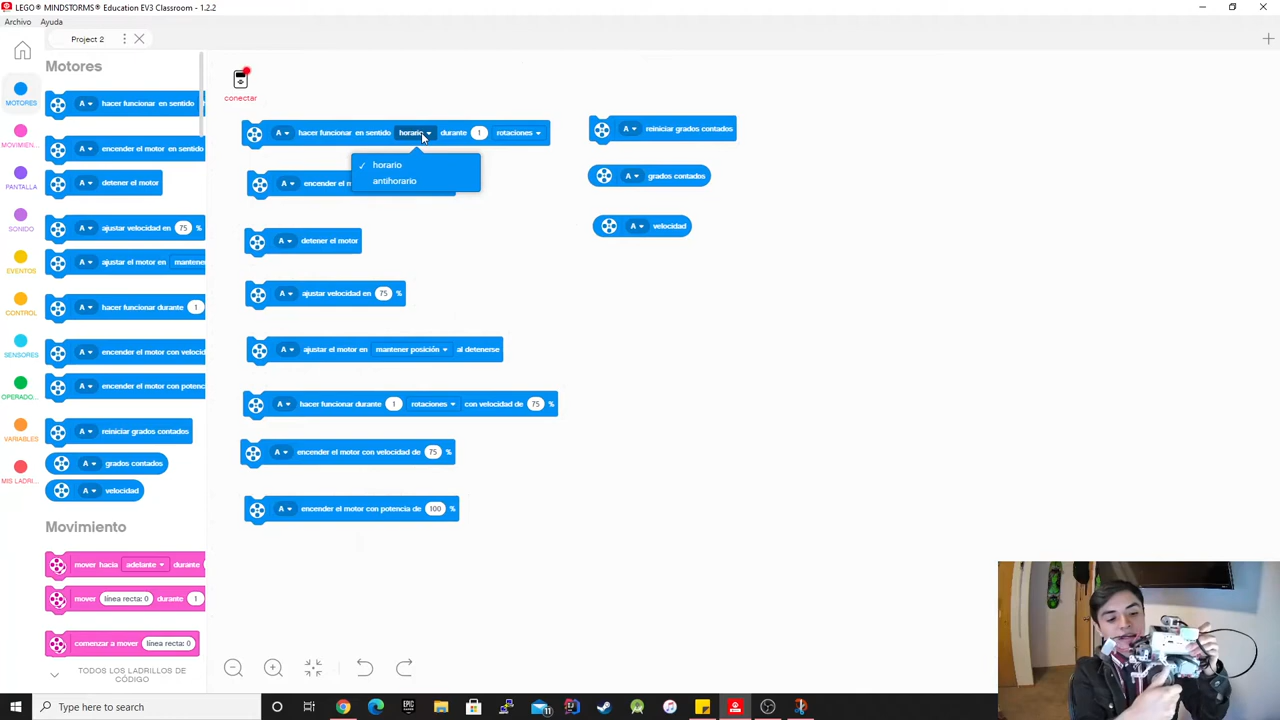 LEGO® MINDSTORMS® Education EV3 Classroom - 1.2.2
Archivo Ayuda
Project 2
MOTORES
MOVIMIEN...
PANTALLA
SONIDO
EVENTOS
CONTROL
SENSORES
OPERADO...
VARIABLES
MIS LADRI...
Motores
A hacer funcionar en sentido
A encender el motor en sentido
A detener el motor
A ajustar velocidad en 75 %
A ajustar el motor en mantener
A hacer funcionar durante 1
A encender el motor con velocid
A encender el motor con potenc
A reiniciar grados contados
A grados contados
A velocidad
Movimiento
mover hacia adelante durante
mover línea recta: 0 durante 1
comenzar a mover línea recta: 0
TODOS LOS LADRILLOS DE
CÓDIGO
conectar
A hacer funcionar en sentido horario durante 1 rotaciones
horario
antihorario
A encender el m
A detener el motor
A ajustar velocidad en 75 %
A ajustar el motor en mantener posición al detenerse
A hacer funcionar durante 1 rotaciones con velocidad de 75 %
A encender el motor con velocidad de 75 %
A encender el motor con potencia de 100 %
A reiniciar grados contados
A grados contados
A velocidad
Type here to search
EPIC
GAMES
11